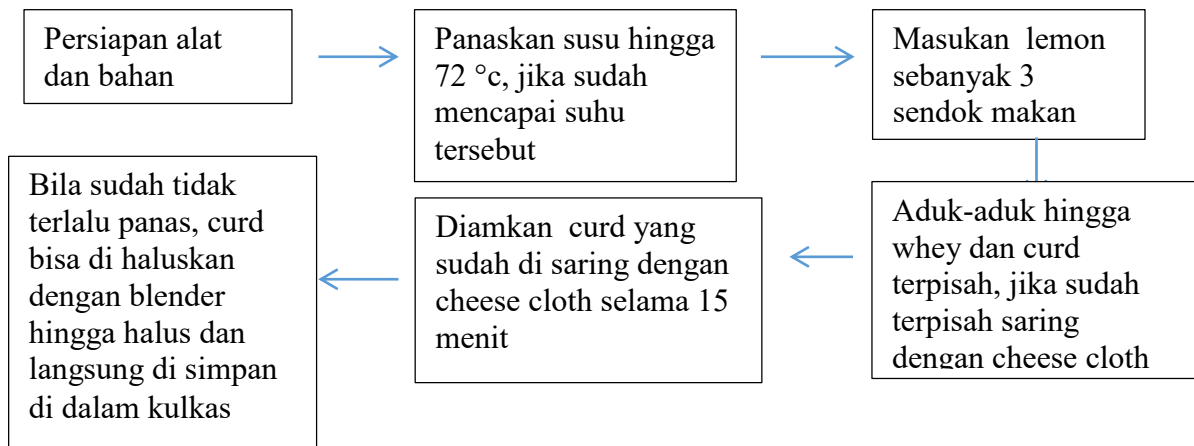 Persiapan alat
dan bahan
Panaskan susu hingga
72 °c, jika sudah
mencapai suhu
tersebut
Masukan lemon
sebanyak 3
sendok makan
Aduk-aduk hingga
whey dan curd
terpisah, jika sudah
terpisah saring
dengan cheese cloth
Diamkan curd yang
sudah di saring dengan
cheese cloth selama 15
menit
Bila sudah tidak
terlalu panas, curd
bisa di haluskan
dengan blender
hingga halus dan
langsung di simpan
di dalam kulkas